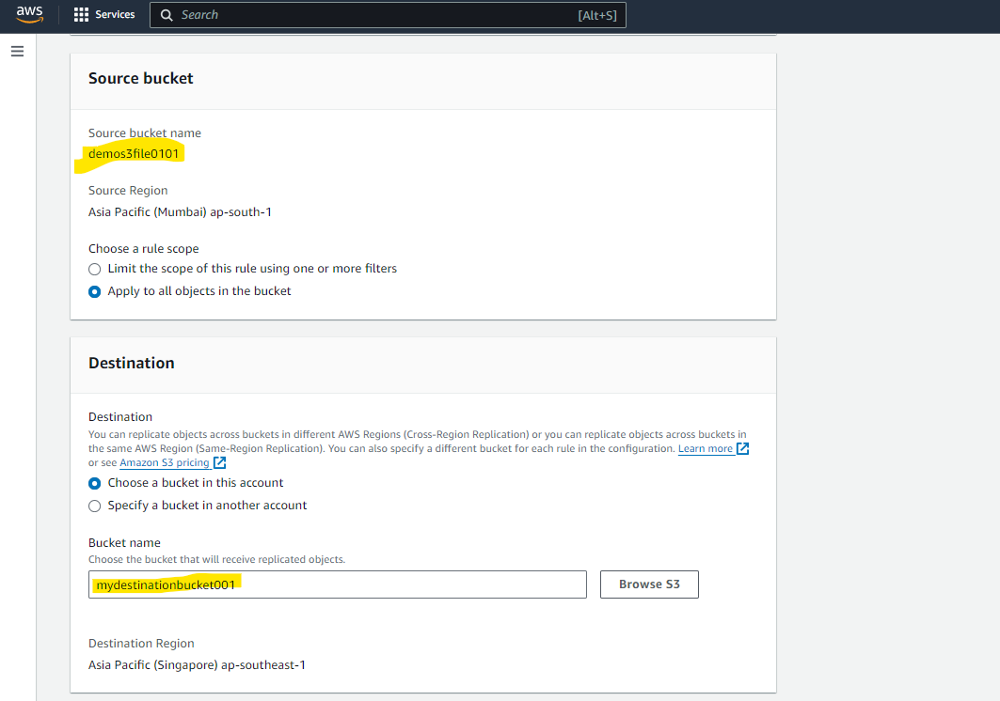 aws
Services
Search
[Alt+S]
Source bucket
Source bucket name
demos3file0101
Source Region
Asia Pacific (Mumbai) ap-south-1
Choose a rule scope
Limit the scope of this rule using one or more filters
Apply to all objects in the bucket
Destination
Destination
You can replicate objects across buckets in different AWS Regions (Cross-Region Replication) or you can replicate objects across buckets in
the same AWS Region (Same-Region Replication). You can also specify a different bucket for each rule in the configuration. Learn more
or see Amazon S3 pricing
Choose a bucket in this account
Specify a bucket in another account
Bucket name
Choose the bucket that will receive replicated objects.
mydestinationbucket001
Browse S3
Destination Region
Asia Pacific (Singapore) ap-southeast-1